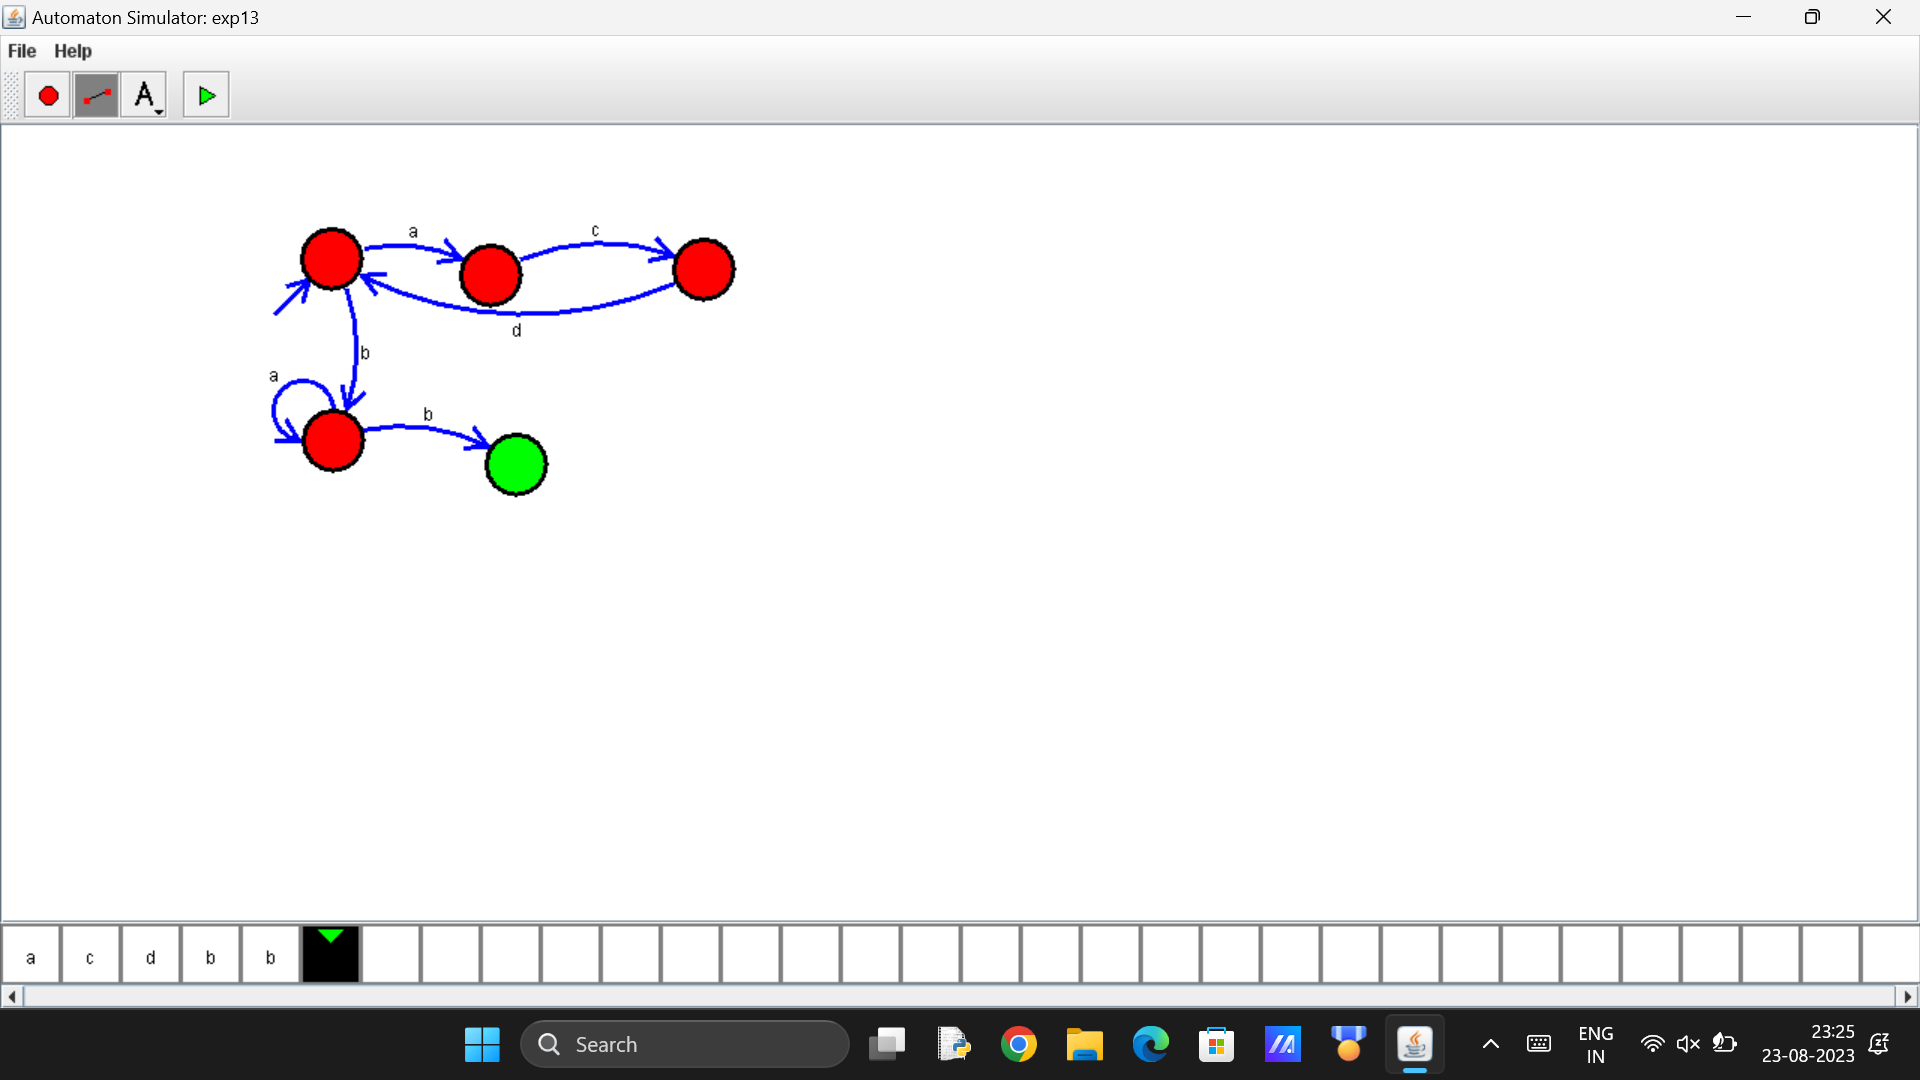 Automaton Simulator: exp13
File Help
A
a
c
d
b
a
b
a c d b b
Search
ENG
IN
23:25
23-08-2023